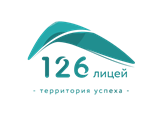 126 лицей
- территория успеха -